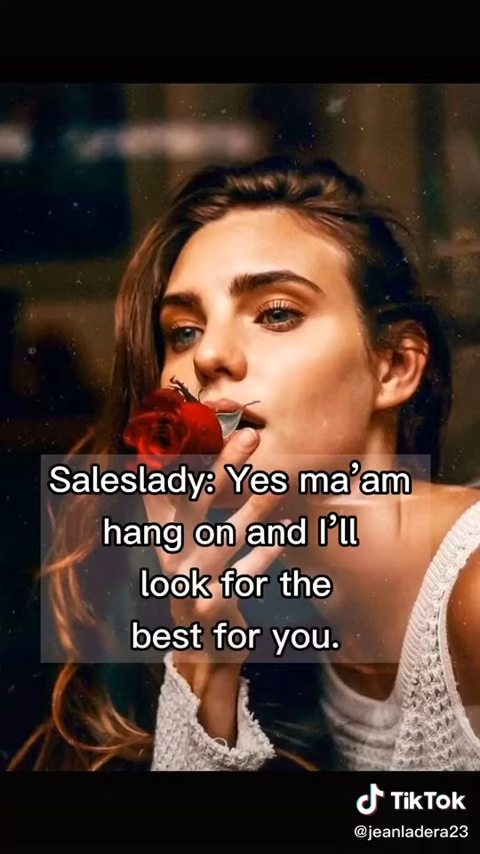 Saleslady: Yes ma’am
hang on and I’ll
look for the
best for you.
TikTok
@jeanladera23